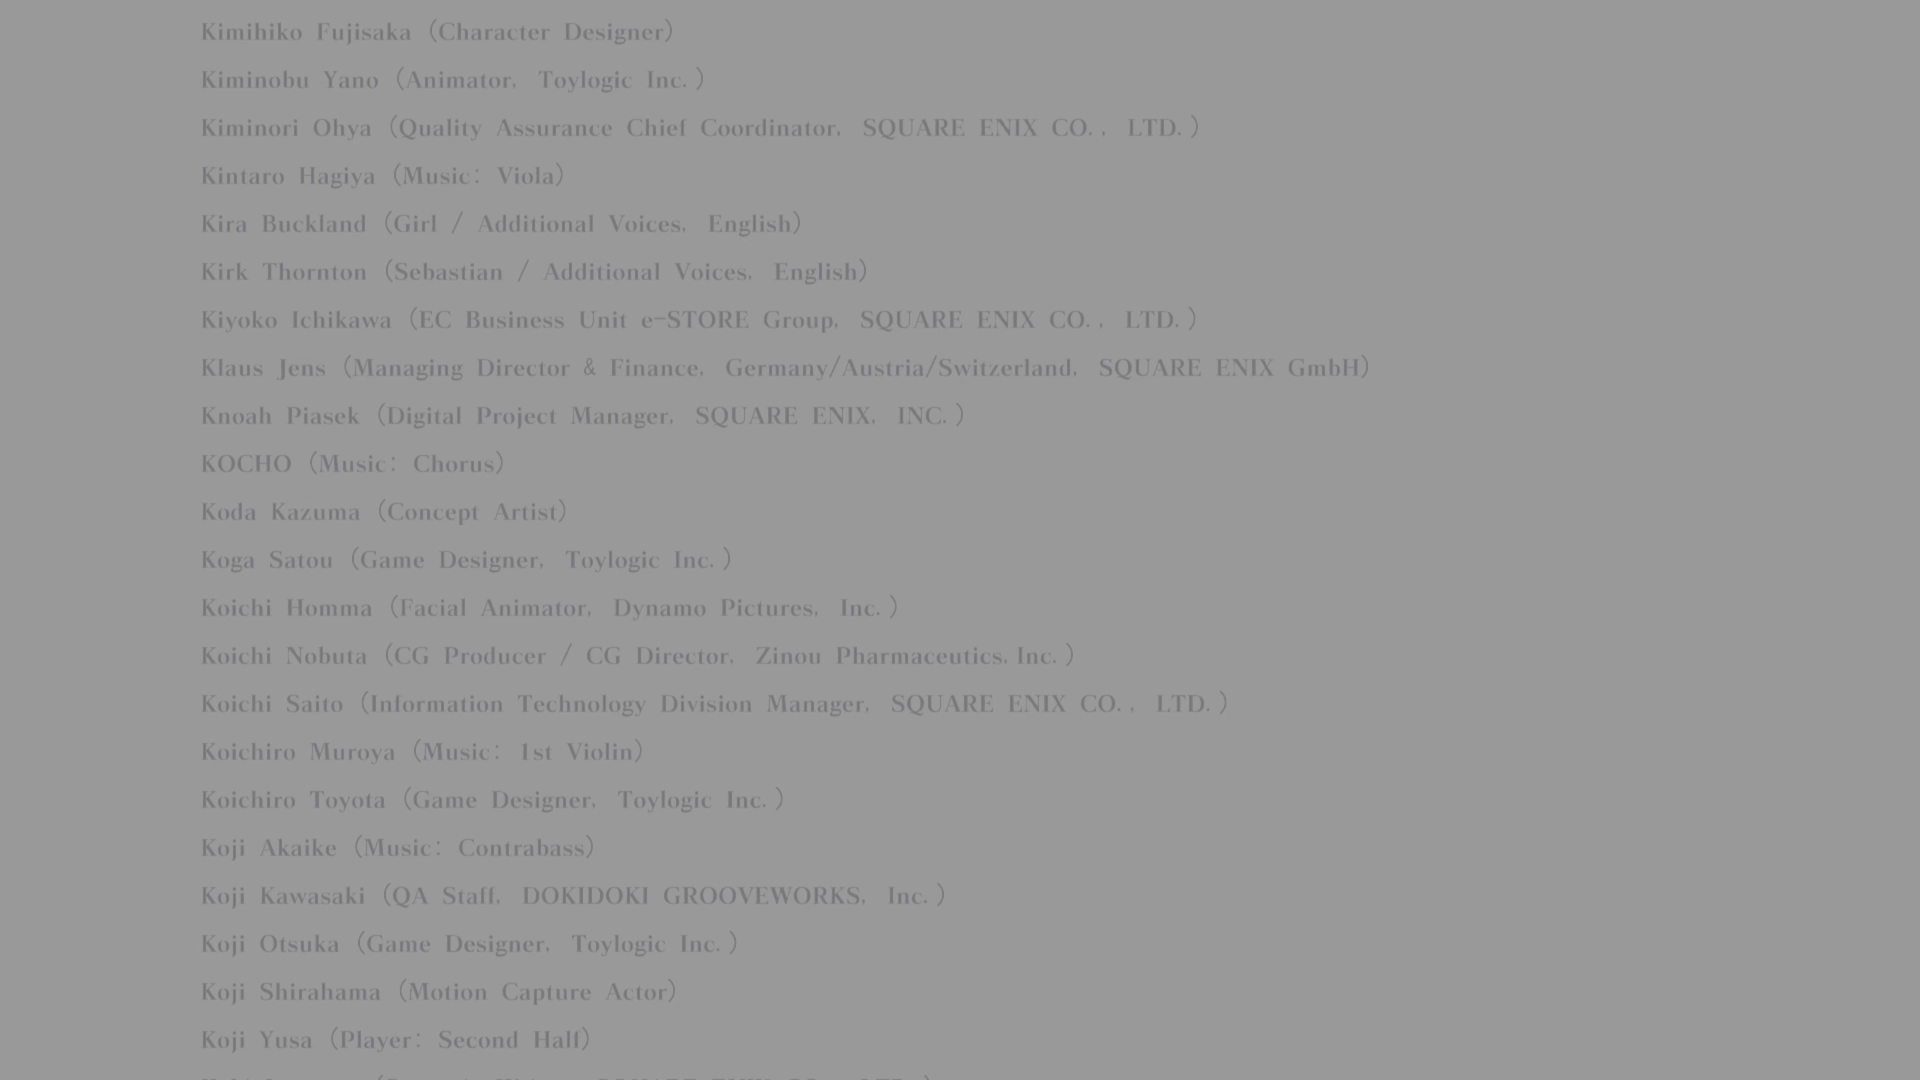 Kimihiko Fujisaka (Character Designer)
Kiminobu Yano (Animator, Toylogic Inc.)
Kiminori Ohya (Quality Assurance Chief Coordinator, SQUARE ENIX CO., LTD.)
Kintaro Hagiya (Music: Viola)
Kira Buckland (Girl / Additional Voices, English)
Kirk Thornton (Sebastian / Additional Voices, English)
Kiyoko Ichikawa (EC Business Unit e-STORE Group, SQUARE ENIX CO., LTD.)
Klaus Jens (Managing Director & Finance, Germany/Austria/Switzerland, SQUARE ENIX GmbH)
Knoah Piasek (Digital Project Manager, SQUARE ENIX, INC.)
KOCHO (Music: Chorus)
Koda Kazuma (Concept Artist)
Koga Satou (Game Designer, Toylogic Inc.)
Koichi Homma (Facial Animator, Dynamo Pictures, Inc.)
Koichi Nobuta (CG Producer / CG Director, Zinou Pharmaceutics,Inc.)
Koichi Saito (Information Technology Division Manager, SQUARE ENIX CO., LTD.)
Koichiro Muroya (Music: 1st Violin)
Koichiro Toyota (Game Designer, Toylogic Inc.)
Koji Akaike (Music: Contrabass)
Koji Kawasaki (QA Staff, DOKIDOKI GROOVEWORKS, Inc.)
Koji Otsuka (Game Designer, Toylogic Inc.)
Koji Shirahama (Motion Capture Actor)
Koji Yusa (Player: Second Half)